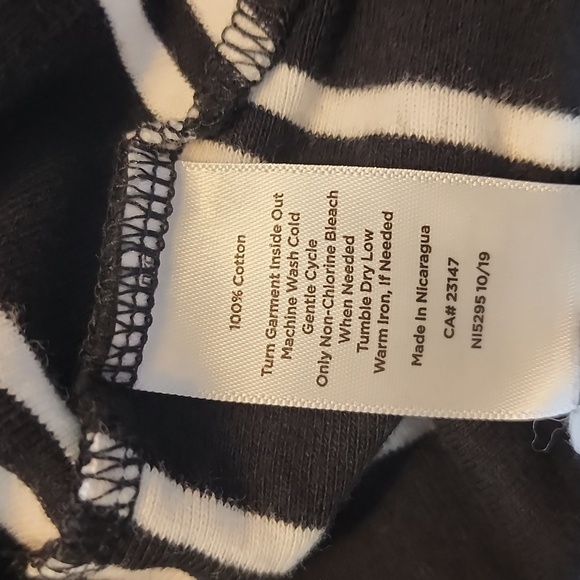 100% Cotton
Turn Garment Inside Out
Machine Wash Cold
Gentle Cycle
Only Non-Chlorine Bleach
When Needed
Tumble Dry Low
Warm Iron, If Needed
Made in Nicaragua
CA# 23147
NI5295 10/19